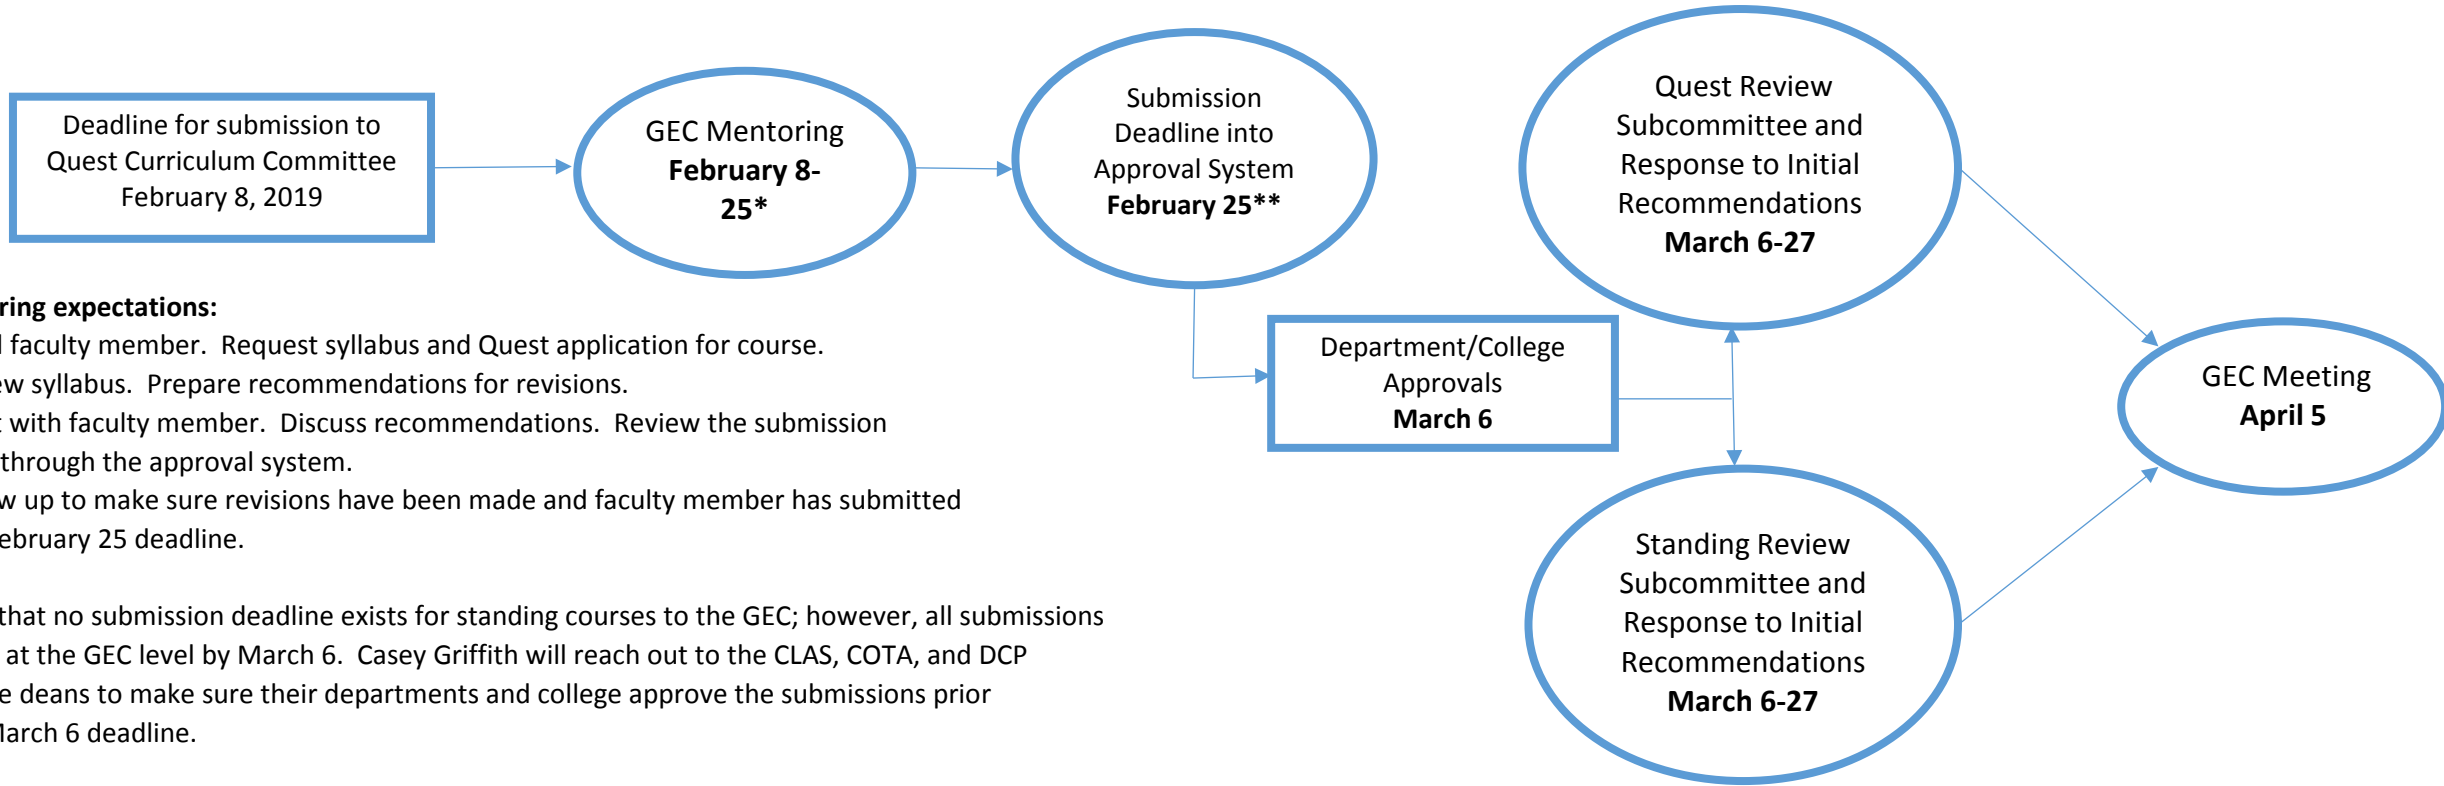 Deadline for submission to
Quest Curriculum Committee
February 8, 2019
GEC Mentoring
February 8-
25*
Submission
Deadline into
Approval System
February 25**
Quest Review
Subcommittee and
Response to Initial
Recommendations
March 6-27
Department/College
Approvals
March 6
GEC Meeting
April 5
Standing Review
Subcommittee and
Response to Initial
Recommendations
March 6-27
ring expectations:
faculty member.  Request syllabus and Quest application for course.
ew syllabus.  Prepare recommendations for revisions.
t with faculty member.  Discuss recommendations.  Review the submission
through the approval system.
w up to make sure revisions have been made and faculty member has submitted
ebruary 25 deadline.
that no submission deadline exists for standing courses to the GEC; however, all submissions
at the GEC level by March 6.  Casey Griffith will reach out to the CLAS, COTA, and DCP
e deans to make sure their departments and college approve the submissions prior
March 6 deadline.